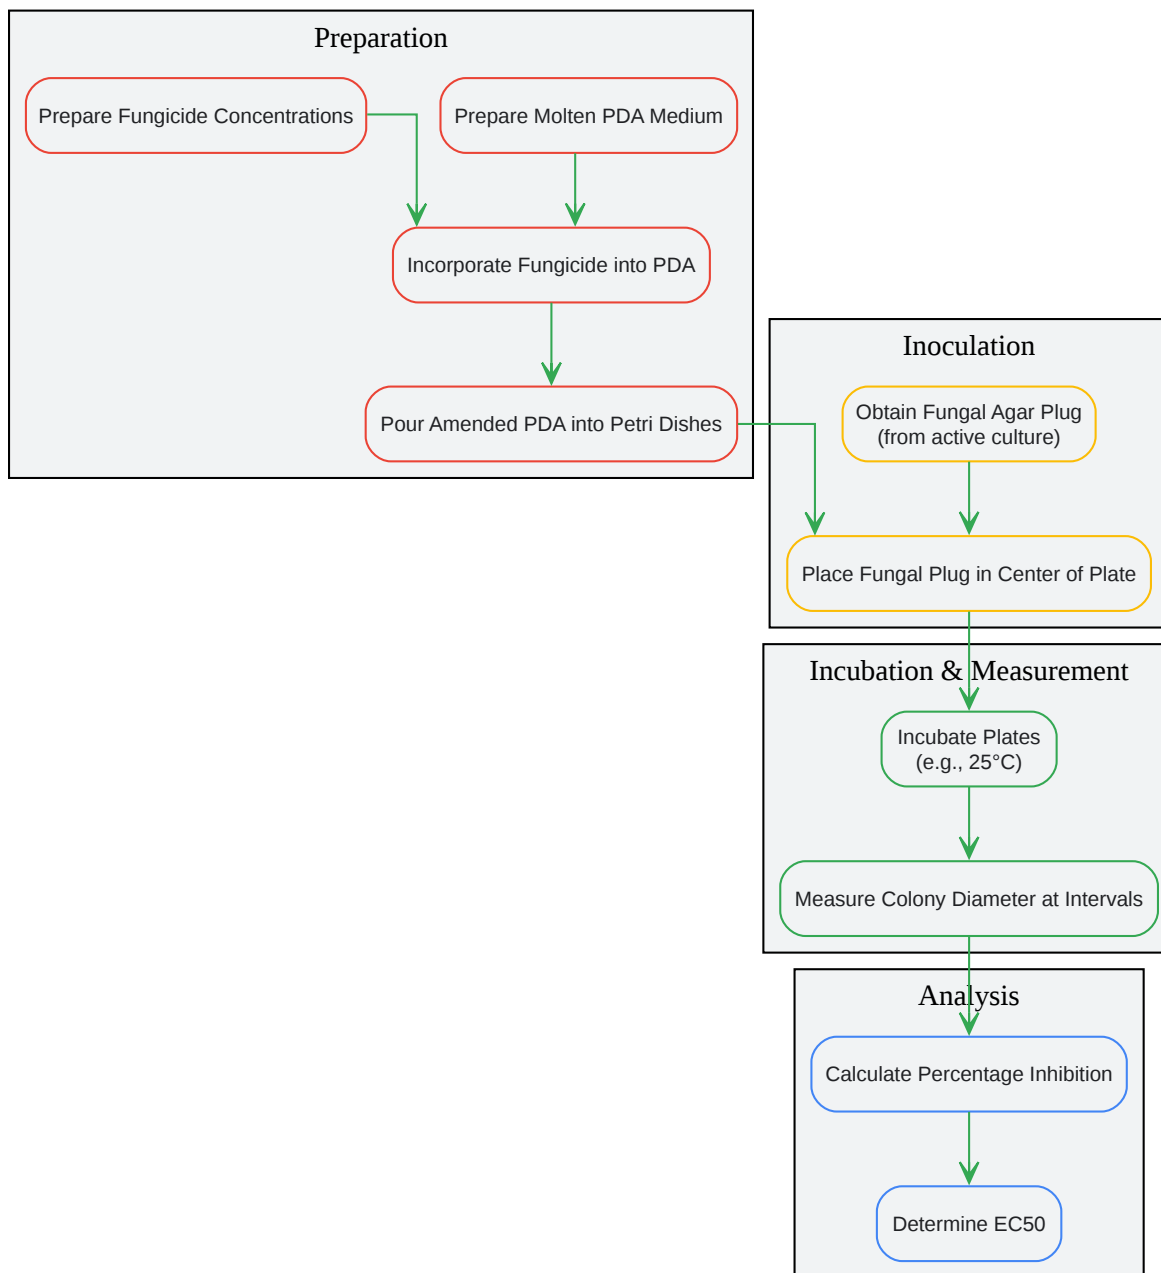 Preparation
Prepare Fungicide Concentrations
Prepare Molten PDA Medium
Incorporate Fungicide into PDA
Pour Amended PDA into Petri Dishes
Inoculation
Obtain Fungal Agar Plug
(from active culture)
Place Fungal Plug in Center of Plate
Incubation & Measurement
Incubate Plates
(e.g., 25°C)
Measure Colony Diameter at Intervals
Analysis
Calculate Percentage Inhibition
Determine EC50